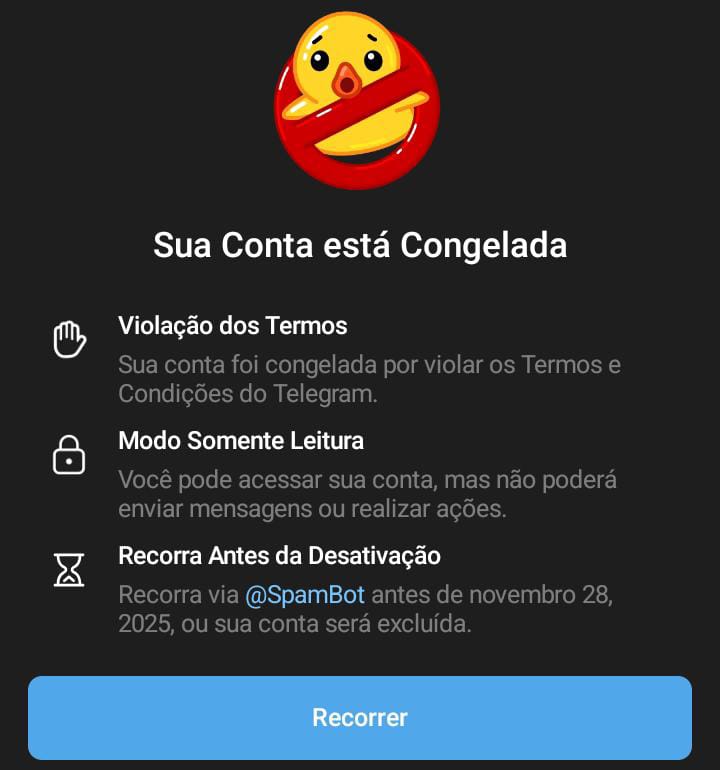 Sua Conta está Congelada
Violação dos Termos
Sua conta foi congelada por violar os Termos e
Condições do Telegram.
Modo Somente Leitura
Você pode acessar sua conta, mas não poderá
enviar mensagens ou realizar ações.
Recorra Antes da Desativação
Recorra via @SpamBot antes de novembro 28,
2025, ou sua conta será excluída.
Recorrer